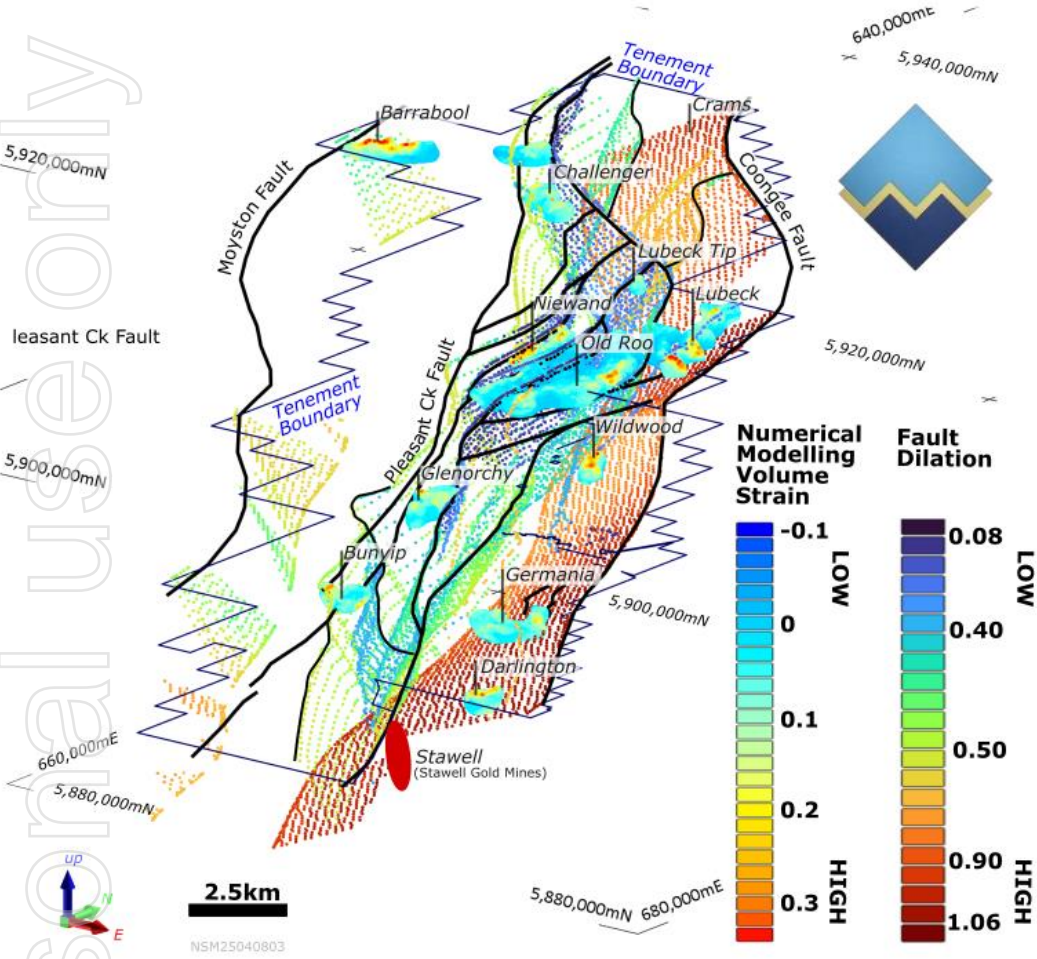 640,000mE
5,940,000mN
Tenement
Boundary
Crams
Barrabool
5,920,000mN
Challenger
Coongee Fault
Moyston Fault
Lubeck Tip
Lubeck
Niewand
leasant Ck Fault
Old Roo
5,920,000mN
Pleasant Ck Fault
Tenement
Boundary
Wildwood
5,900,000mN
Glenorchy
Numerical
Modelling
Volume
Strain
Fault
Dilation
-0.1
0
0.1
0.2
0.3
LOW
HIGH
0.08
0.40
0.50
0.90
1.06
LOW
HIGH
Bunyip
Germania
5,900,000mN
Darlington
Stawell
(Stawell Gold Mines)
660,000mE
5,880,000mN
up
N
E
2.5km
NSM25040803
5,880,000mN
680,000mE
sonal use only